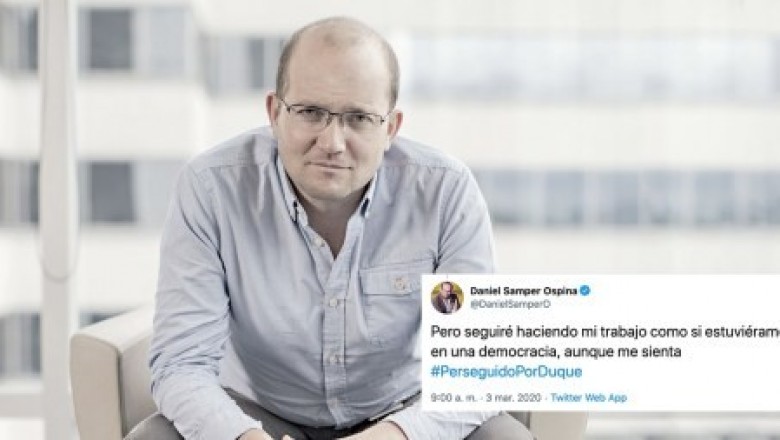 Daniel Samper Ospina
@DanielSamperD
Pero seguiré haciendo mi trabajo como si estuviéramo
en una democracia, aunque me sienta
#PerseguidoPorDuque
9:00 a. m. · 3 mar. 2020 · Twitter Web App